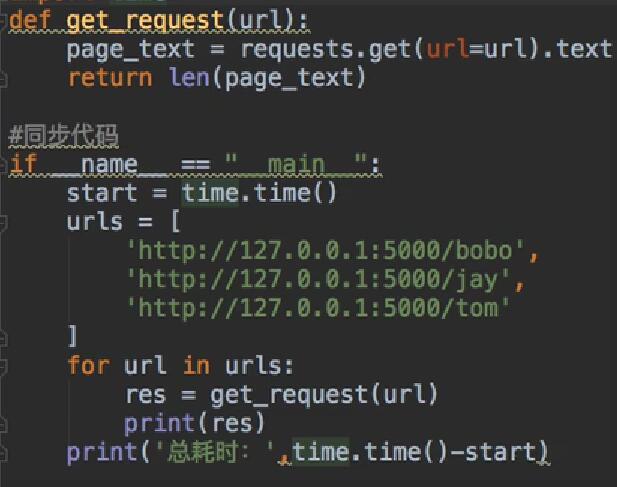 def get_request(url):
    page_text = requests.get(url=url).text
    return len(page_text)

#同步代码
if __name__ == "__main__":
    start = time.time()
    urls = [
        'http://127.0.0.1:5000/bobo',
        'http://127.0.0.1:5000/jay',
        'http://127.0.0.1:5000/tom'
    ]
    for url in urls:
        res = get_request(url)
        print(res)
    print('总耗时：',time.time()-start)